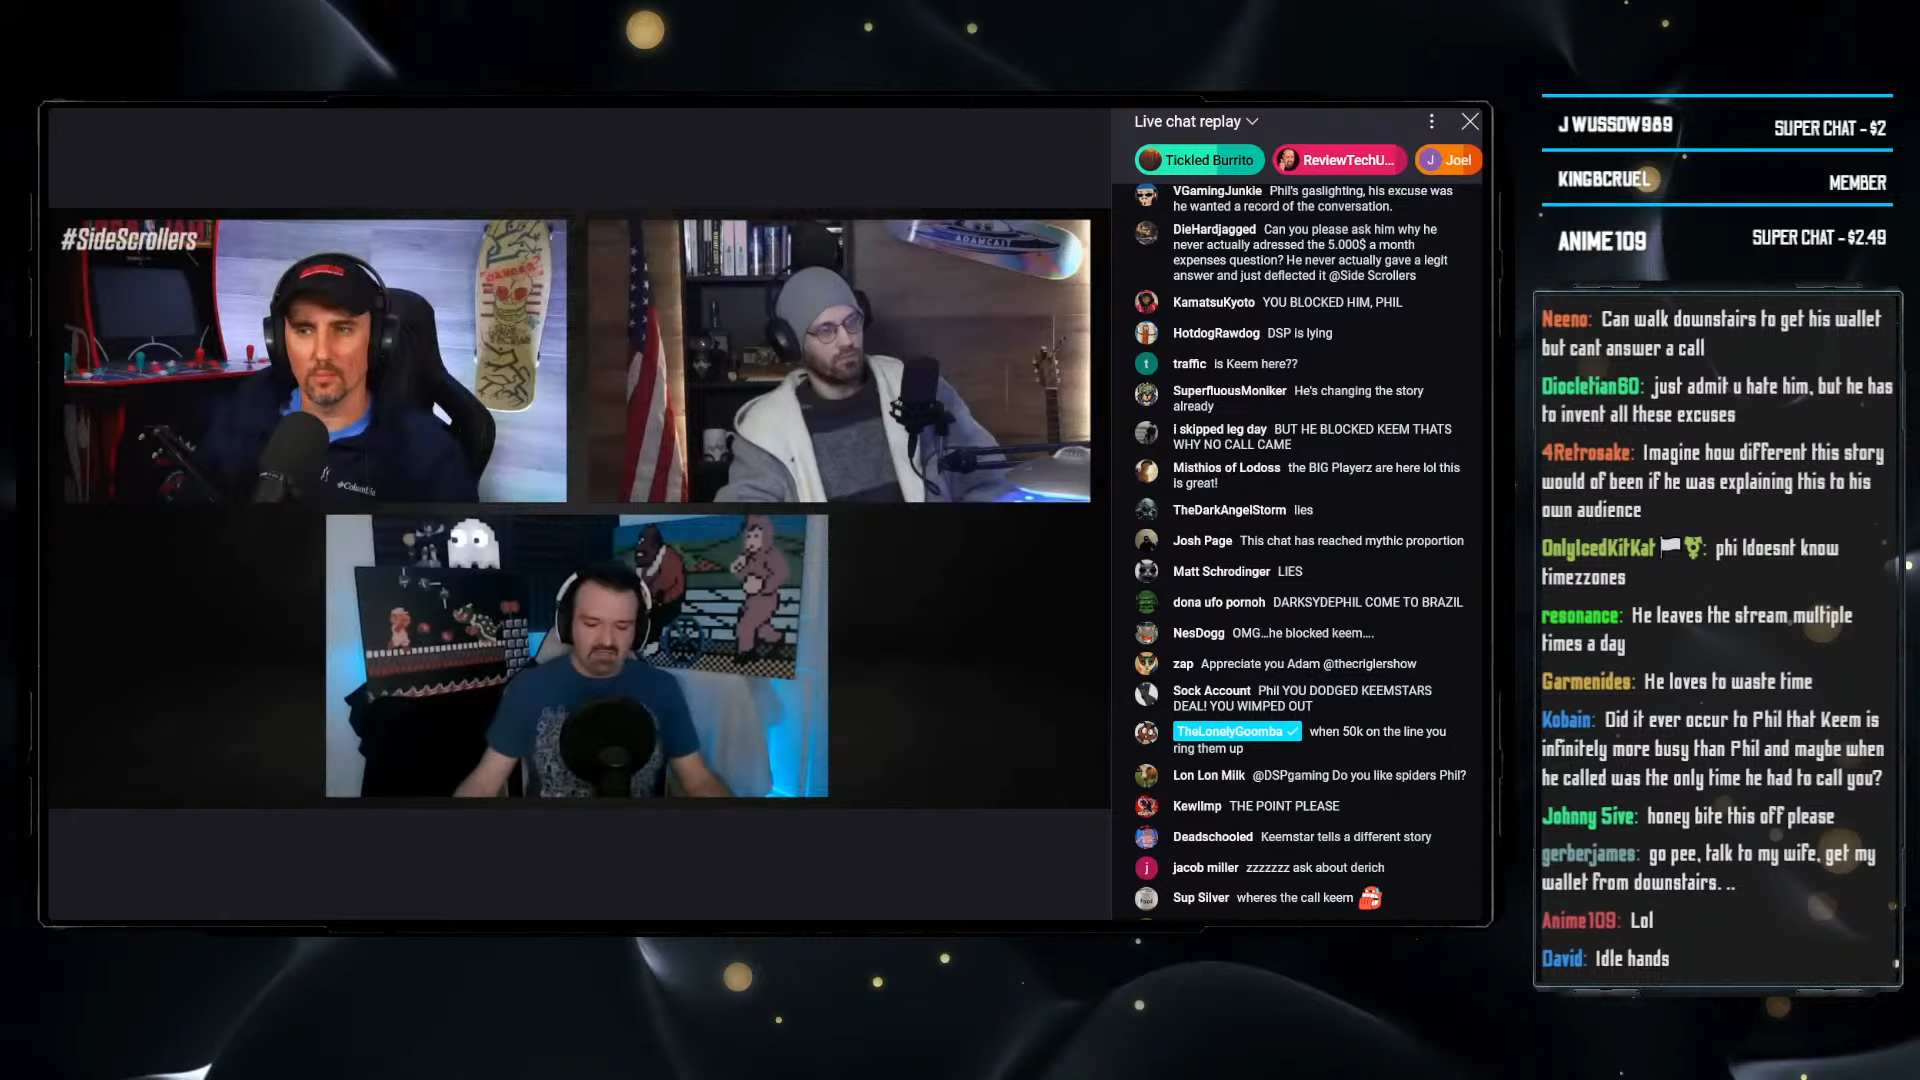 #SideScrollers
DANGER
ADAMCAIT
Columbia
Live chat replay
Tickled Burrito
ReviewTechU...
J
Joel
VGamingJunkie Phil's gaslighting, his excuse was
he wanted a record of the conversation.
DieHardjagged Can you please ask him why he
never actually adressed the 5.000$ a month
expenses question? He never actually gave a legit
answer and just deflected it @Side Scrollers
KamatsuKyoto YOU BLOCKED HIM, PHIL
HotdogRawdog DSP is lying
t
traffic is Keem here??
SuperfluousMoniker He's changing the story
already
i skipped leg day BUT HE BLOCKED KEEM THATS
WHY NO CALL CAME
Misthios of Lodoss the BIG Playerz are here lol this
is great!
TheDarkAngelStorm lies
Josh Page This chat has reached mythic proportion
Matt Schrodinger LIES
dona ufo pornoh DARKSYDEPHIL COME TO BRAZIL
NesDogg OMG...he blocked keem....
zap Appreciate you Adam @thecriglershow
Sock Account Phil YOU DODGED KEEMSTARS
DEAL! YOU WIMPED OUT
TheLonelyGoomba when 50k on the line you
ring them up
Lon Lon Milk @DSPgaming Do you like spiders Phil?
KewlImp THE POINT PLEASE
Deadschooled Keemstar tells a different story
j
jacob miller zzzzzzz ask about derich
Sup Silver wheres the call keem
J WUSSOW989 SUPER CHAT - $2
KINGBCRUEL MEMBER
ANIME109 SUPER CHAT - $2.49
Neeno: Can walk downstairs to get his wallet
but cant answer a call
Diocletian60: just admit u hate him, but he has
to invent all these excuses
4Retrosake: Imagine how different this story
would of been if he was explaining this to his
own audience
OnlyIcedKitKat: phi ldoesnt know
timezzones
resonance: He leaves the stream multiple
times a day
Garmenides: He loves to waste time
Kobain: Did it ever occur to Phil that Keem is
infinitely more busy than Phil and maybe when
he called was the only time he had to call you?
Johnny 5ive: honey bite this off please
gerberjames: go pee, talk to my wife, get my
wallet from downstairs. ..
Anime109: Lol
David: Idle hands